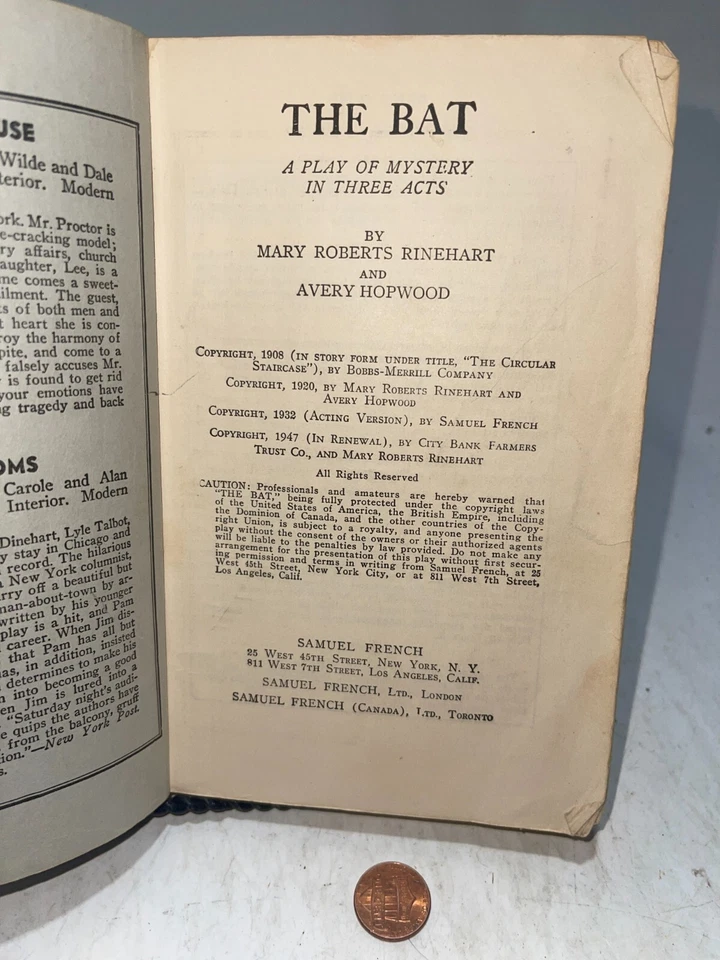 USE
Wilde and Dale
terior. Modern
ork. Mr. Proctor is
e-cracking model;
ry affairs, church
aughter, Lee, is a
me comes a sweet-
ailment. The guest,
ts of both men and
t heart she is con-
roy the harmony of
pite, and come to a
falsely accuses Mr.
r is found to get rid
your emotions have
ng tragedy and back
OMS
Carole and Alan
Interior. Modern
Dinehart, Lyle Talbot,
y stay in Chicago and
record. The hilarious
a New York columnist,
rry off a beautiful but
man-about-town by ar-
written by his younger
play is a hit, and Pam
career. When Jim dis-
that Pam has all but
has, in addition, insisted
determines to make his
n into becoming a good
en Jim is lured into a
"Saturday night's audi-
e quips the authors have
from the balcony, gruff
tion."—New York Post.
s.
THE BAT
A PLAY OF MYSTERY
IN THREE ACTS
BY
MARY ROBERTS RINEHART
AND
AVERY HOPWOOD
COPYRIGHT, 1908 (IN STORY FORM UNDER TITLE, "THE CIRCULAR
STAIRCASE"), BY BOBBS-MERRILL COMPANY
COPYRIGHT, 1920, BY MARY ROBERTS RINEHART AND
AVERY HOPWOOD
COPYRIGHT, 1932 (ACTING VERSION), BY SAMUEL FRENCH
COPYRIGHT, 1947 (IN RENEWAL), BY CITY BANK FARMERS
TRUST CO., AND MARY ROBERTS RINEHART
All Rights Reserved
CAUTION: Professionals and amateurs are hereby warned that
"THE BAT," being fully protected under the copyright laws
of the United States of America, the British Empire, including
the Dominion of Canada, and the other countries of the Copy-
right Union, is subject to a royalty, and anyone presenting the
play without the consent of the owners or their authorized agents
will be liable to the penalties by law provided. Do not make any
arrangement for the presentation of this play without first secur-
ing permission and terms in writing from Samuel French, at 25
West 45th Street, New York City, or at 811 West 7th Street,
Los Angeles, Calif.
SAMUEL FRENCH
25 WEST 45TH STREET, NEW YORK, N. Y.
811 WEST 7TH STREET, LOS ANGELES, CALIF.
SAMUEL FRENCH, LTD., LONDON
SAMUEL FRENCH (CANADA), LTD., TORONTO